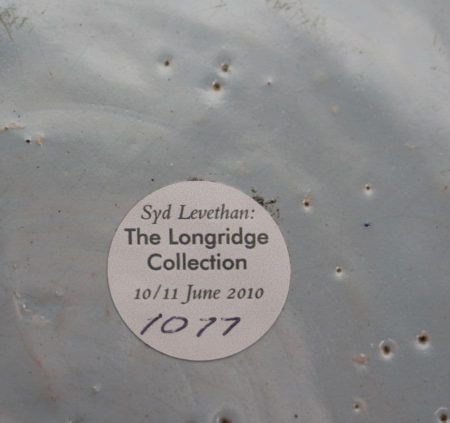 Syd Levethan:
The Longridge
Collection
10/11 June 2010
1077